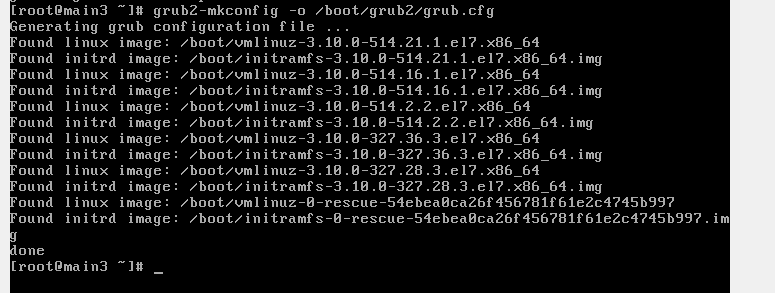 [root@main3 ~]# grub2-mkconfig -o /boot/grub2/grub.cfg
Generating grub configuration file ...
Found linux image: /boot/vmlinuz-3.10.0-514.21.1.el7.x86_64
Found initrd image: /boot/initramfs-3.10.0-514.21.1.el7.x86_64.img
Found linux image: /boot/vmlinuz-3.10.0-514.16.1.el7.x86_64
Found initrd image: /boot/initramfs-3.10.0-514.16.1.el7.x86_64.img
Found linux image: /boot/vmlinuz-3.10.0-514.2.2.el7.x86_64
Found initrd image: /boot/initramfs-3.10.0-514.2.2.el7.x86_64.img
Found linux image: /boot/vmlinuz-3.10.0-327.36.3.el7.x86_64
Found initrd image: /boot/initramfs-3.10.0-327.36.3.el7.x86_64.img
Found linux image: /boot/vmlinuz-3.10.0-327.28.3.el7.x86_64
Found initrd image: /boot/initramfs-3.10.0-327.28.3.el7.x86_64.img
Found linux image: /boot/vmlinuz-0-rescue-54ebea0ca26f456781f61e2c4745b997
Found initrd image: /boot/initramfs-0-rescue-54ebea0ca26f456781f61e2c4745b997.im
g
done
[root@main3 ~]# _